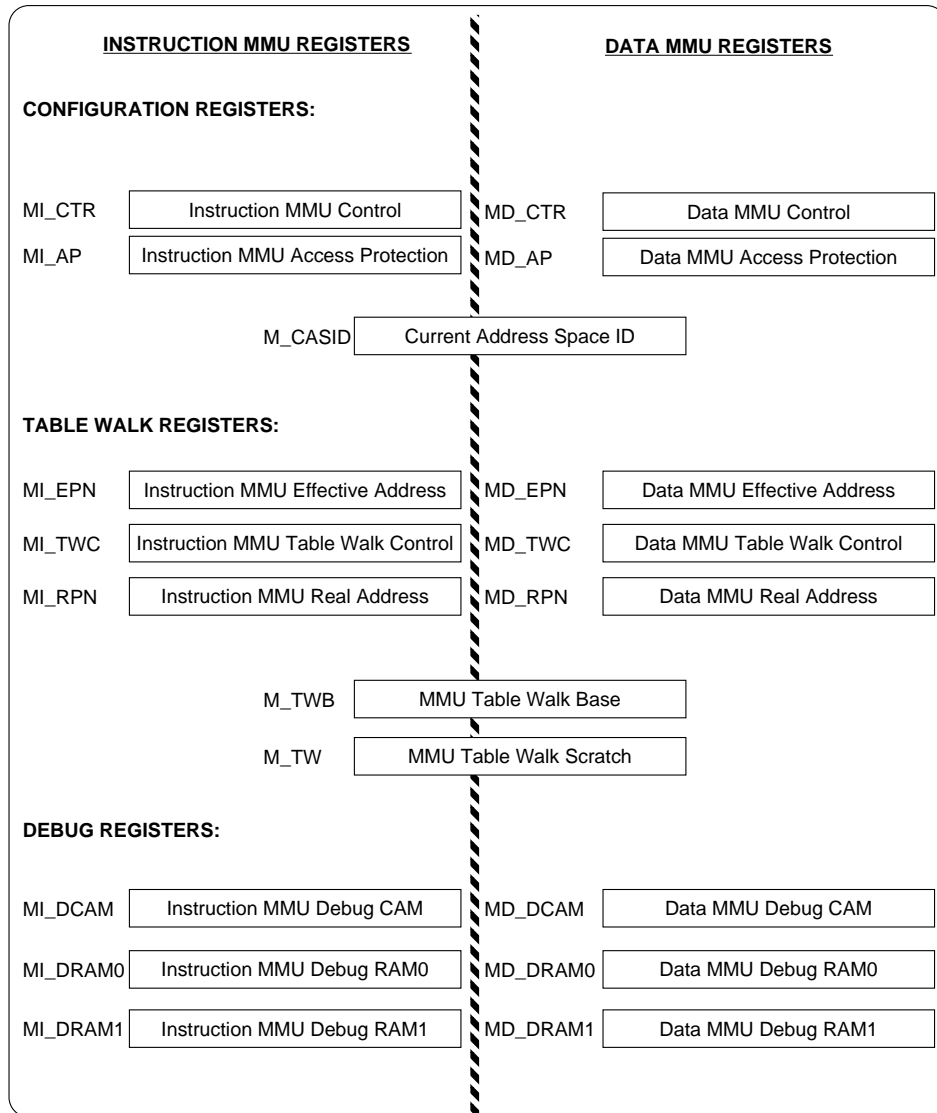 INSTRUCTION MMU REGISTERS DATA MMU REGISTERS
CONFIGURATION REGISTERS:
MI_CTR Instruction MMU Control MD_CTR Data MMU Control
MI_AP Instruction MMU Access Protection MD_AP Data MMU Access Protection
M_CASID Current Address Space ID
TABLE WALK REGISTERS:
MI_EPN Instruction MMU Effective Address MD_EPN Data MMU Effective Address
MI_TWC Instruction MMU Table Walk Control MD_TWC Data MMU Table Walk Control
MI_RPN Instruction MMU Real Address MD_RPN Data MMU Real Address
M_TWB MMU Table Walk Base
M_TW MMU Table Walk Scratch
DEBUG REGISTERS:
MI_DCAM Instruction MMU Debug CAM MD_DCAM Data MMU Debug CAM
MI_DRAM0 Instruction MMU Debug RAM0 MD_DRAM0 Data MMU Debug RAM0
MI_DRAM1 Instruction MMU Debug RAM1 MD_DRAM1 Data MMU Debug RAM1